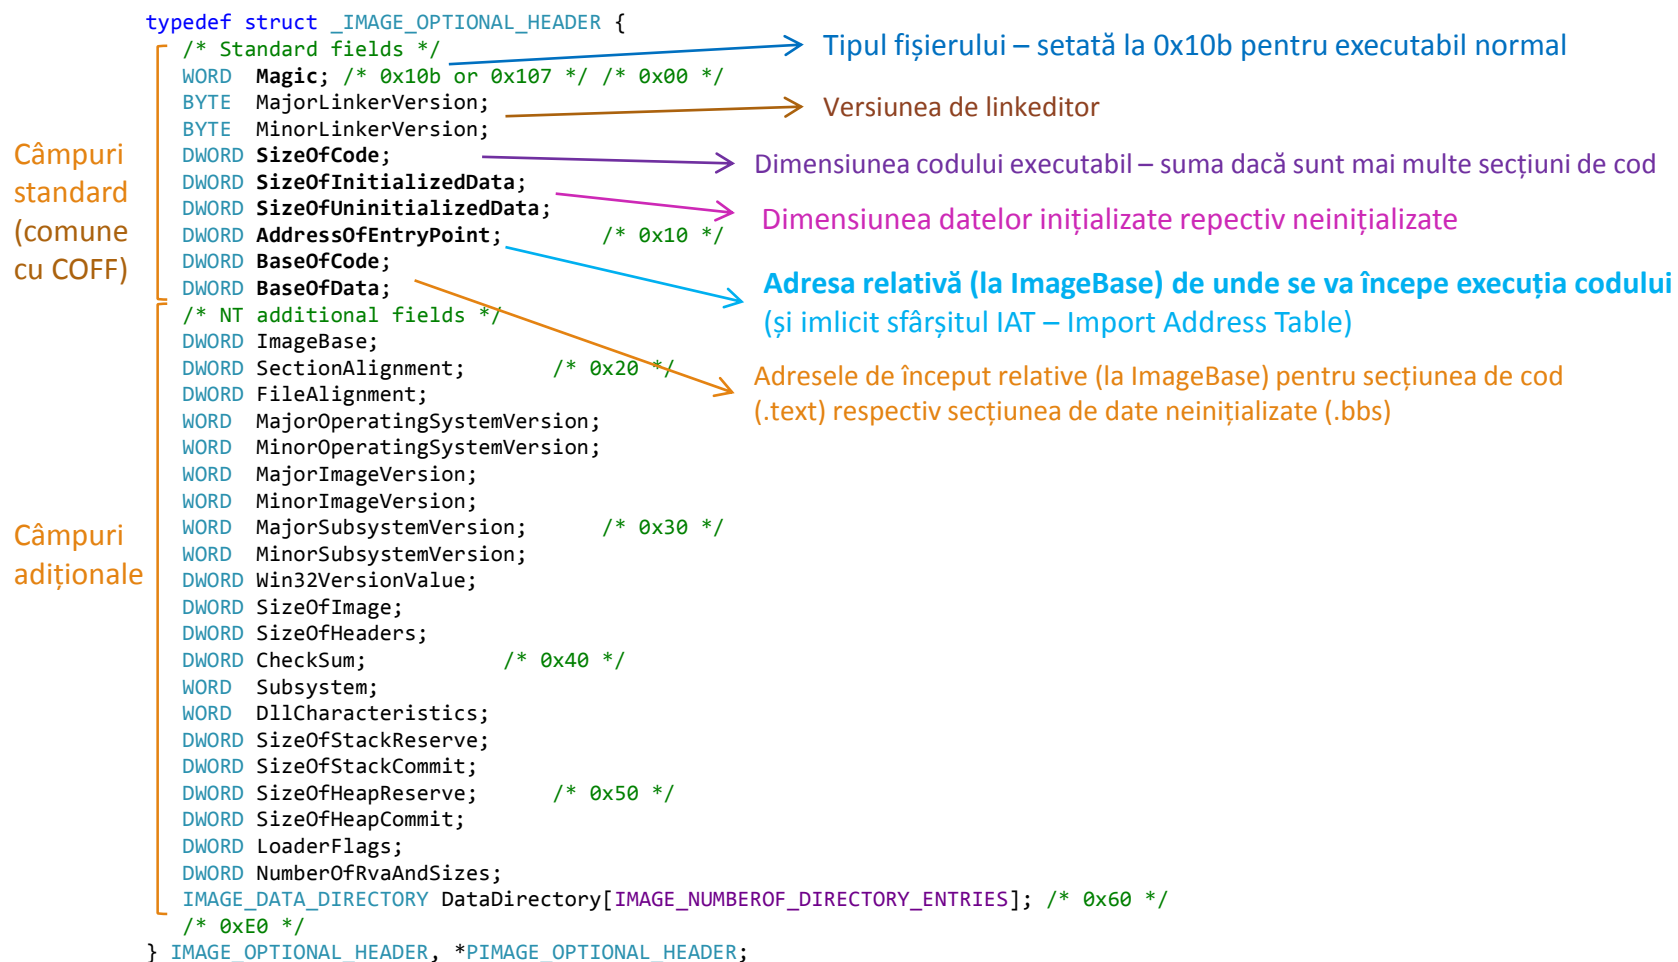 typedef struct _IMAGE_OPTIONAL_HEADER {
/* Standard fields */
WORD  Magic; /* 0x10b or 0x107 */ /* 0x00 */
BYTE  MajorLinkerVersion;
BYTE  MinorLinkerVersion;
DWORD SizeOfCode;
DWORD SizeOfInitializedData;
DWORD SizeOfUninitializedData;
DWORD AddressOfEntryPoint;        /* 0x10 */
DWORD BaseOfCode;
DWORD BaseOfData;
/* NT additional fields */
DWORD ImageBase;
DWORD SectionAlignment;       /* 0x20 */
DWORD FileAlignment;
WORD  MajorOperatingSystemVersion;
WORD  MinorOperatingSystemVersion;
WORD  MajorImageVersion;
WORD  MinorImageVersion;
WORD  MajorSubsystemVersion;      /* 0x30 */
WORD  MinorSubsystemVersion;
DWORD Win32VersionValue;
DWORD SizeOfImage;
DWORD SizeOfHeaders;
DWORD CheckSum;            /* 0x40 */
WORD  Subsystem;
WORD  DllCharacteristics;
DWORD SizeOfStackReserve;
DWORD SizeOfStackCommit;
DWORD SizeOfHeapReserve;      /* 0x50 */
DWORD SizeOfHeapCommit;
DWORD LoaderFlags;
DWORD NumberOfRvaAndSizes;
IMAGE_DATA_DIRECTORY DataDirectory[IMAGE_NUMBEROF_DIRECTORY_ENTRIES]; /* 0x60 */
/* 0xE0 */
} IMAGE_OPTIONAL_HEADER, *PIMAGE_OPTIONAL_HEADER;
Câmpuri
standard
(comune
cu COFF)
Câmpuri
adiționale
Tipul fișierului – setată la 0x10b pentru executabil normal
Versiunea de linkeditor
Dimensiunea codului executabil – suma dacă sunt mai multe secțiuni de cod
Dimensiunea datelor inițializate repectiv neinițializate
Adresa relativă (la ImageBase) de unde se va începe execuția codului
(și imlicit sfârșitul IAT – Import Address Table)
Adresele de început relative (la ImageBase) pentru secțiunea de cod
(.text) respectiv secțiunea de date neinițializate (.bbs)